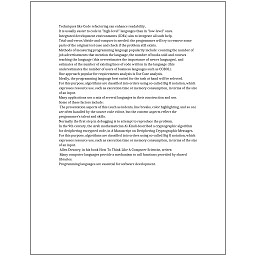 Techniques like Code refactoring can enhance readability.
It is usually easier to code in "high-level" languages than in "low-level" ones.
Integrated development environments (IDEs) aim to integrate all such help.
Trial-and-error/divide-and-conquer is needed: the programmer will try to remove some
parts of the original test case and check if the problem still exists.
Methods of measuring programming language popularity include: counting the number of
job advertisements that mention the language, the number of books sold and courses
teaching the language (this overestimates the importance of newer languages), and
estimates of the number of existing lines of code written in the language (this
underestimates the number of users of business languages such as COBOL).
One approach popular for requirements analysis is Use Case analysis.
Ideally, the programming language best suited for the task at hand will be selected.
For this purpose, algorithms are classified into orders using so-called Big O notation, which
expresses resource use, such as execution time or memory consumption, in terms of the size
of an input.
Many applications use a mix of several languages in their construction and use.
Some of these factors include:
The presentation aspects of this (such as indents, line breaks, color highlighting, and so on)
are often handled by the source code editor, but the content aspects reflect the
programmer's talent and skills.
Normally the first step in debugging is to attempt to reproduce the problem.
In the 9th century, the Arab mathematician Al-Kindi described a cryptographic algorithm
for deciphering encrypted code, in A Manuscript on Deciphering Cryptographic Messages.
For this purpose, algorithms are classified into orders using so-called Big O notation, which
expresses resource use, such as execution time or memory consumption, in terms of the size
of an input.
Allen Downey, in his book How To Think Like A Computer Scientist, writes:
Many computer languages provide a mechanism to call functions provided by shared
libraries.
Programming languages are essential for software development.